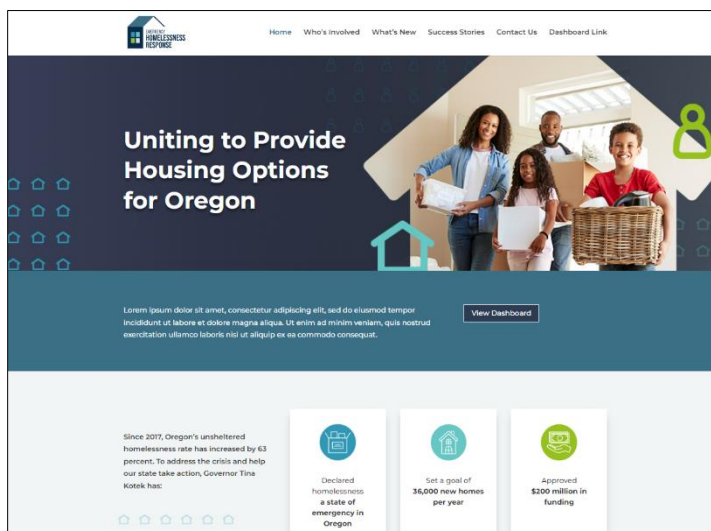 EMERGENCY
HOMELESSNESS
RESPONSE
Home Who's Involved What's New Success Stories Contact Us Dashboard Link
Uniting to Provide
Housing Options
for Oregon
Lorem ipsum dolor sit amet, consectetur adipiscing elit, sed do eiusmod tempor
incididunt ut labore et dolore magna aliqua. Ut enim ad minim veniam, quis nostrud
exercitation ullamco laboris nisi ut aliquip ex ea commodo consequat.
View Dashboard
Since 2017, Oregon's unsheltered
homelessness rate has increased by 63
percent. To address the crisis and help
our state take action, Governor Tina
Kotek has:
Declared
homelessness
a state of
emergency in
Oregon
Set a goal of
36,000 new homes
per year
Approved
$200 million in
funding